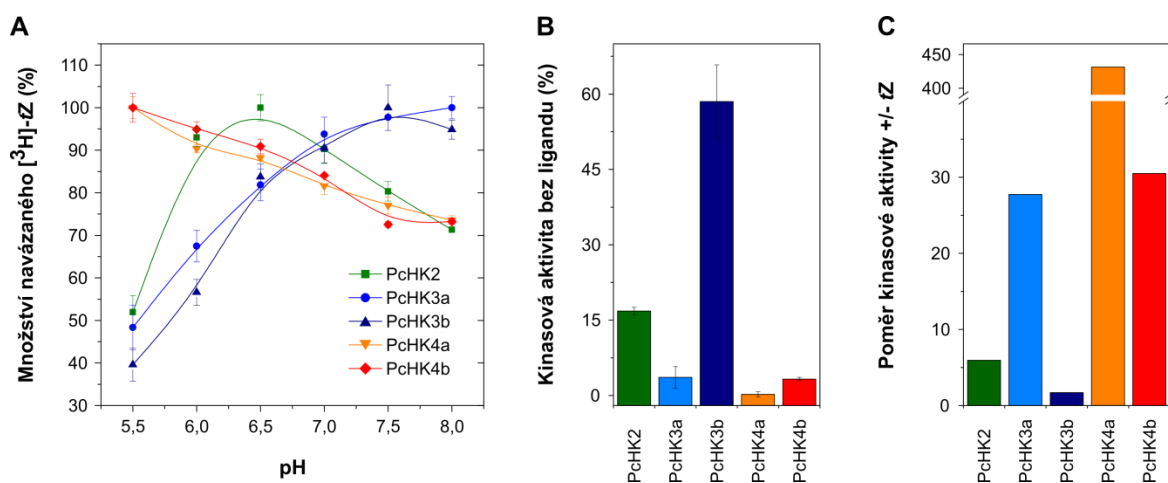 A
Množství navázaného [³H]-tZ (%)
110
100
90
80
70
60
50
40
30
5,5
6,0
6,5
7,0
7,5
8,0
pH
PcHK2
PcHK3a
PcHK3b
PcHK4a
PcHK4b
B
Kinasová aktivita bez ligandu (%)
60
45
30
15
0
PcHK2
PcHK3a
PcHK3b
PcHK4a
PcHK4b
C
Poměr kinasové aktivity +/- tZ
450
400
30
20
10
0
PcHK2
PcHK3a
PcHK3b
PcHK4a
PcHK4b